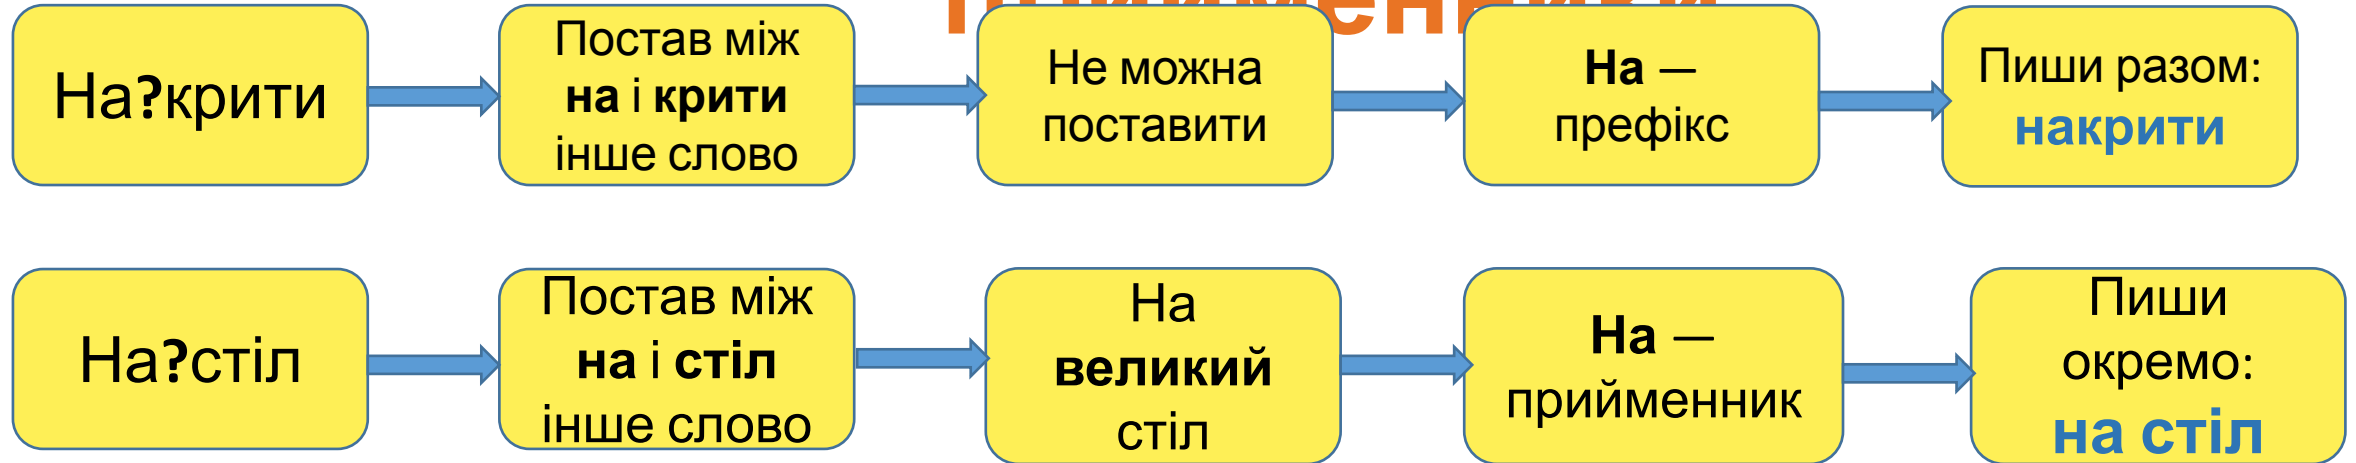 прийменники
На?крити
Постав між
на і крити
інше слово
Не можна
поставити
На —
префікс
Пиши разом:
накрити
На?стіл
Постав між
на і стіл
інше слово
На
великий
стіл
На —
прийменник
Пиши
окремо:
на стіл